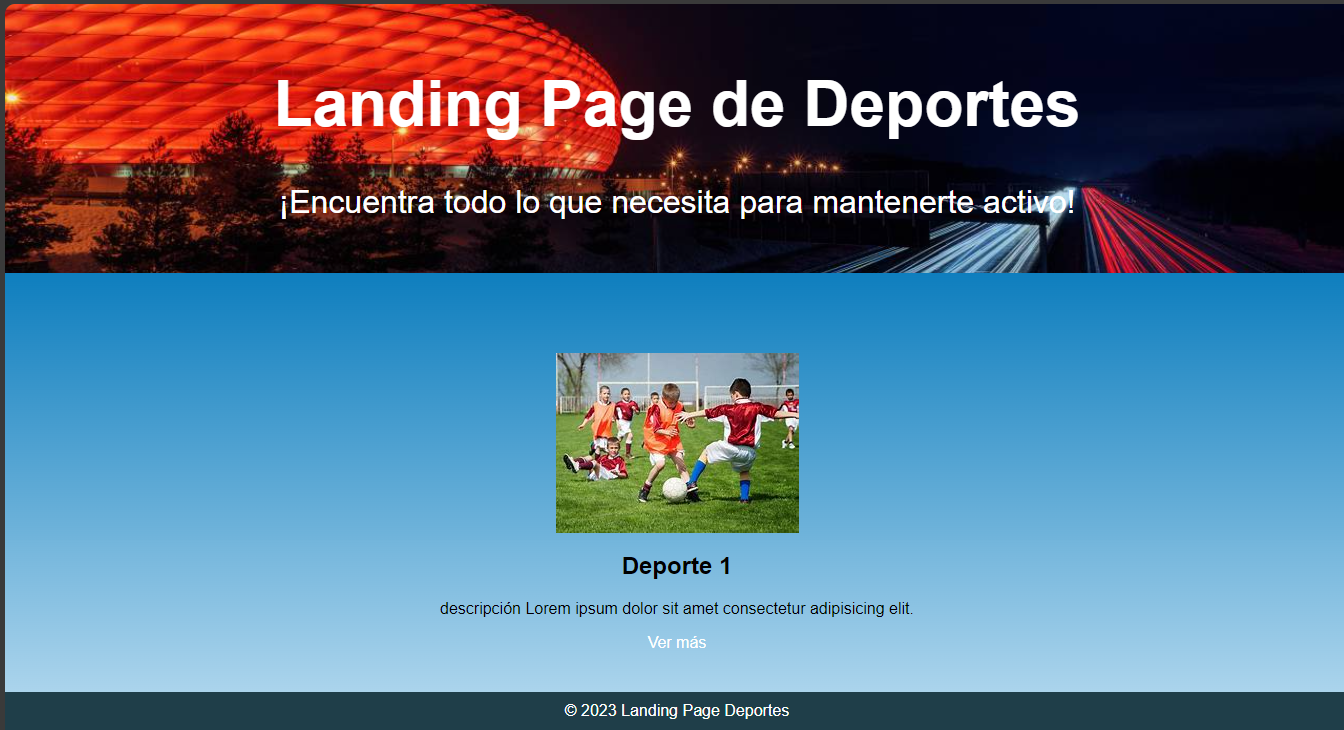 Landing Page de Deportes
¡Encuentra todo lo que necesita para mantenerte activo!
Deporte 1
descripción Lorem ipsum dolor sit amet consectetur adipisicing elit.
Ver más
© 2023 Landing Page Deportes